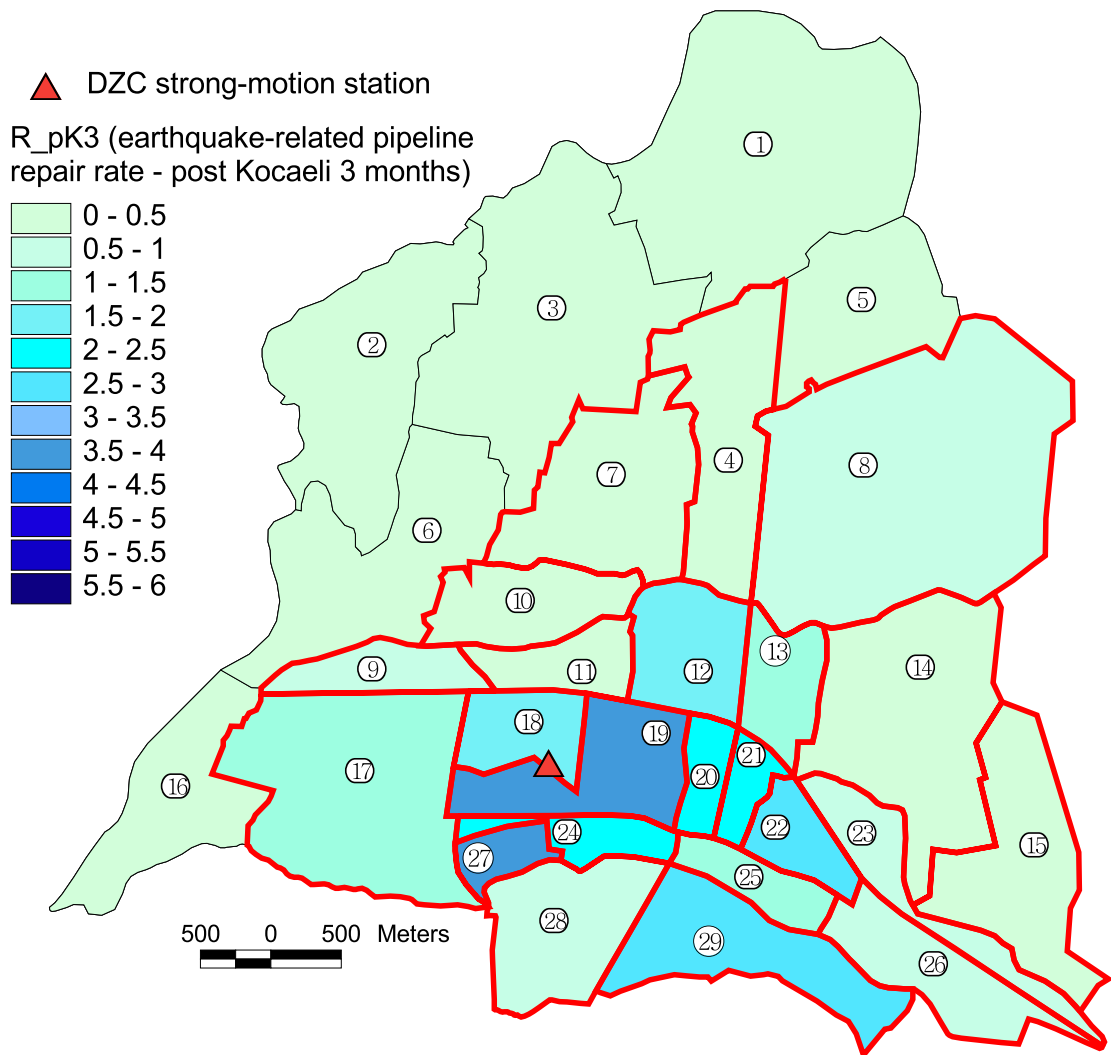 DZC strong-motion station
R_pK3 (earthquake-related pipeline
repair rate - post Kocaeli 3 months)
0 - 0.5
0.5 - 1
1 - 1.5
1.5 - 2
2 - 2.5
2.5 - 3
3 - 3.5
3.5 - 4
4 - 4.5
4.5 - 5
5 - 5.5
5.5 - 6
1
5
3
2
4
8
7
6
10
13
14
9
11
12
18
19
21
17
20
16
22
24
23
15
27
25
28
29
26
500 0 500 Meters